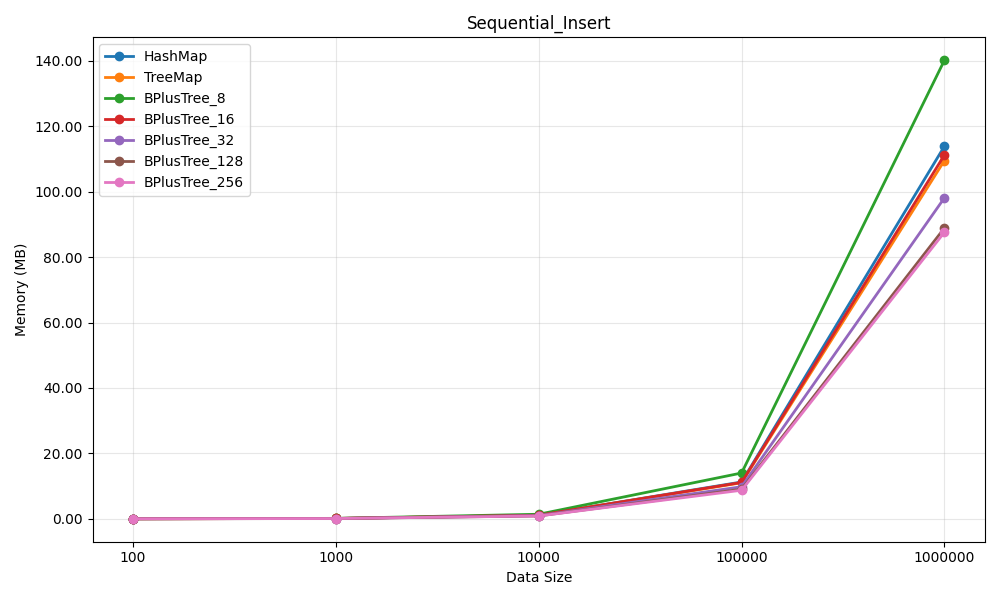 Sequential_Insert
HashMap
TreeMap
BPlusTree_8
BPlusTree_16
BPlusTree_32
BPlusTree_128
BPlusTree_256
Memory (MB)
140.00
120.00
100.00
80.00
60.00
40.00
20.00
0.00
100 1000 10000 100000 1000000
Data Size